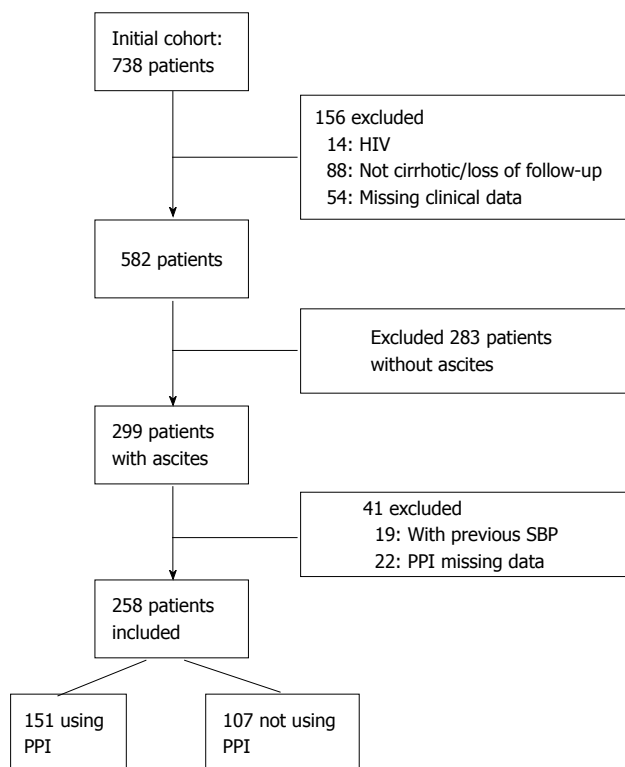 Initial cohort:
738 patients
156 excluded
14: HIV
88: Not cirrhotic/loss of follow-up
54: Missing clinical data
582 patients
Excluded 283 patients
without ascites
299 patients
with ascites
41 excluded
19: With previous SBP
22: PPI missing data
258 patients
included
151 using
PPI
107 not using
PPI